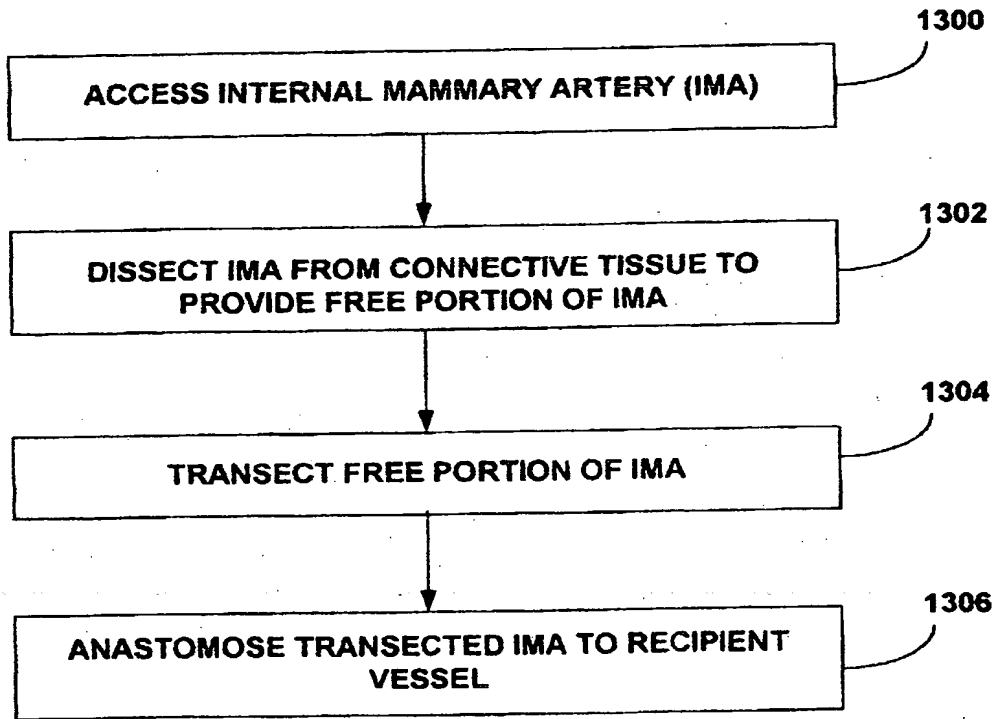 1300
ACCESS INTERNAL MAMMARY ARTERY (IMA)
1302
DISSECT IMA FROM CONNECTIVE TISSUE TO
PROVIDE FREE PORTION OF IMA
1304
TRANSECT FREE PORTION OF IMA
1306
ANASTOMOSE TRANSECTED IMA TO RECIPIENT
VESSEL